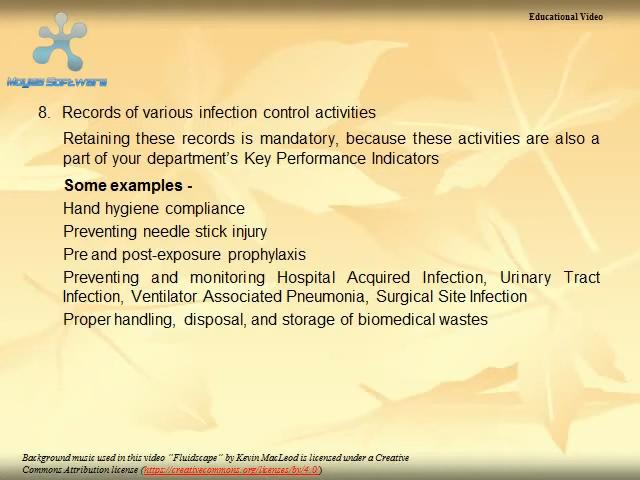 Educational Video
Moyea Software
8. Records of various infection control activities
Retaining these records is mandatory, because these activities are also a
part of your department’s Key Performance Indicators
Some examples -
Hand hygiene compliance
Preventing needle stick injury
Pre and post-exposure prophylaxis
Preventing and monitoring Hospital Acquired Infection, Urinary Tract
Infection, Ventilator Associated Pneumonia, Surgical Site Infection
Proper handling, disposal, and storage of biomedical wastes
Background music used in this video "Fluidscape" by Kevin MacLeod is licensed under a Creative
Commons Attribution license (https://creativecommons.org/licenses/by/4.0/)